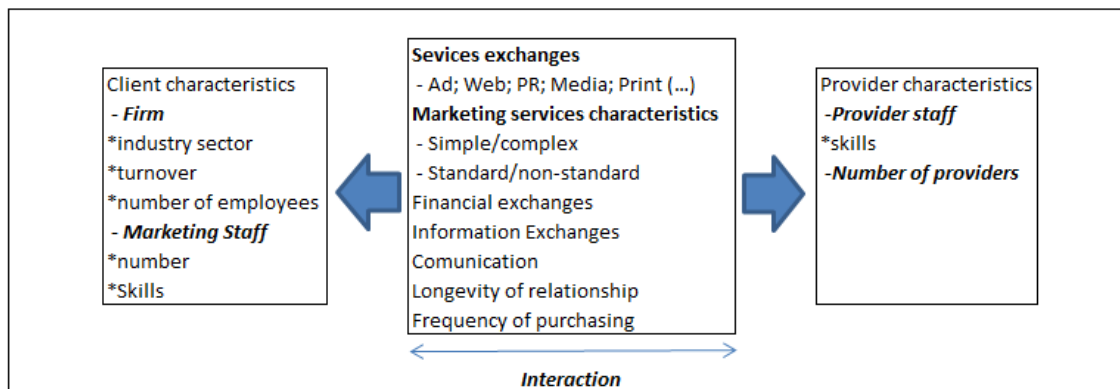 Client characteristics
- Firm
*industry sector
*turnover
*number of employees
- Marketing Staff
*number
*Skills
Sevices exchanges
- Ad; Web; PR; Media; Print (...)
Marketing services characteristics
- Simple/complex
- Standard/non-standard
Financial exchanges
Information Exchanges
Comunication
Longevity of relationship
Frequency of purchasing
Provider characteristics
-Provider staff
*skills
-Number of providers
Interaction